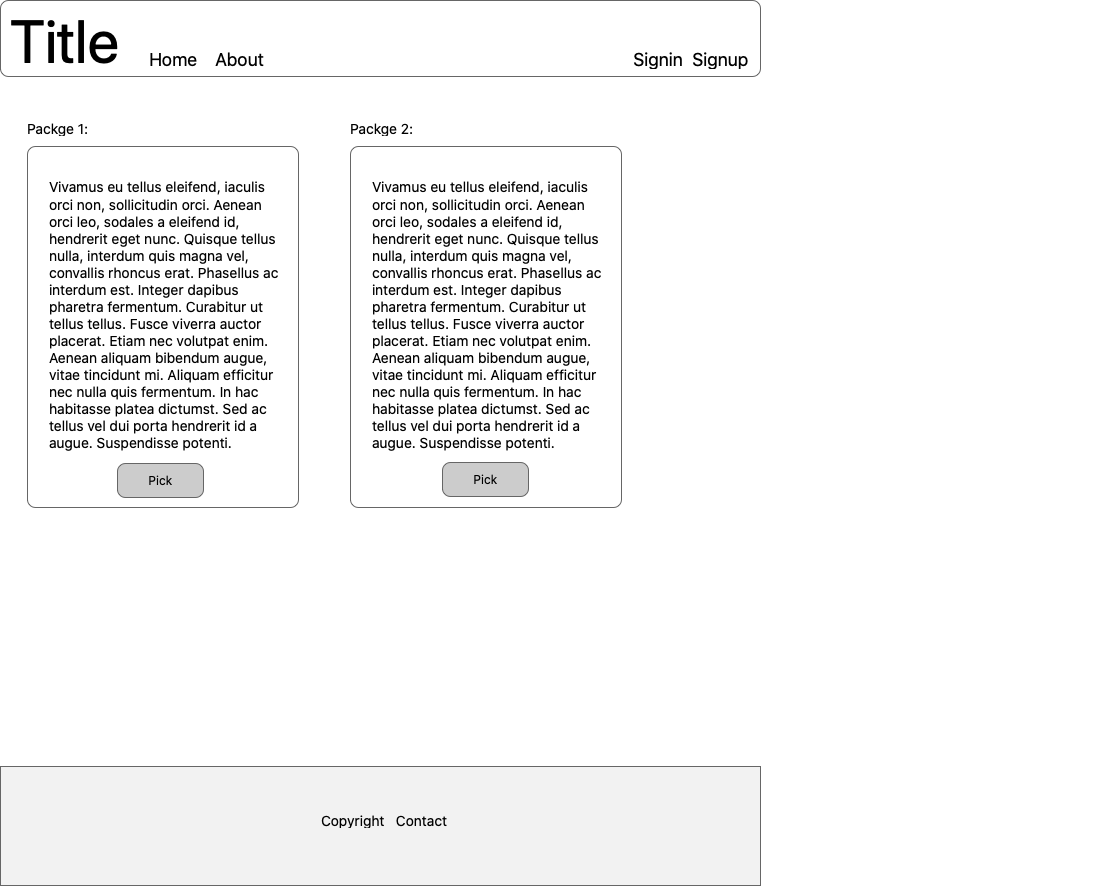 Title Home About Signin Signup
Packge 1:
Vivamus eu tellus eleifend, iaculis
orci non, sollicitudin orci. Aenean
orci leo, sodales a eleifend id,
hendrerit eget nunc. Quisque tellus
nulla, interdum quis magna vel,
convallis rhoncus erat. Phasellus ac
interdum est. Integer dapibus
pharetra fermentum. Curabitur ut
tellus tellus. Fusce viverra auctor
placerat. Etiam nec volutpat enim.
Aenean aliquam bibendum augue,
vitae tincidunt mi. Aliquam efficitur
nec nulla quis fermentum. In hac
habitasse platea dictumst. Sed ac
tellus vel dui porta hendrerit id a
augue. Suspendisse potenti.
Pick
Packge 2:
Vivamus eu tellus eleifend, iaculis
orci non, sollicitudin orci. Aenean
orci leo, sodales a eleifend id,
hendrerit eget nunc. Quisque tellus
nulla, interdum quis magna vel,
convallis rhoncus erat. Phasellus ac
interdum est. Integer dapibus
pharetra fermentum. Curabitur ut
tellus tellus. Fusce viverra auctor
placerat. Etiam nec volutpat enim.
Aenean aliquam bibendum augue,
vitae tincidunt mi. Aliquam efficitur
nec nulla quis fermentum. In hac
habitasse platea dictumst. Sed ac
tellus vel dui porta hendrerit id a
augue. Suspendisse potenti.
Pick
Copyright Contact